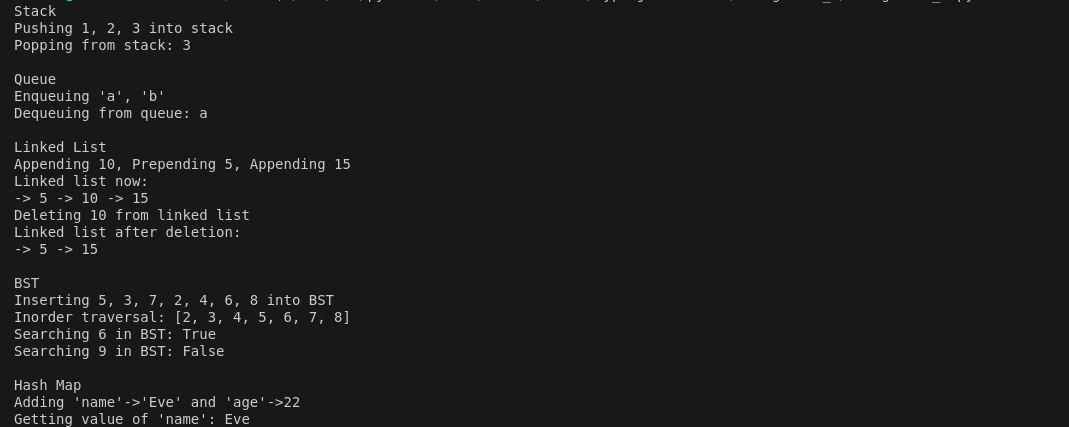 Stack
Pushing 1, 2, 3 into stack
Popping from stack: 3
Queue
Enqueuing 'a', 'b'
Dequeuing from queue: a
Linked List
Appending 10, Prepending 5, Appending 15
Linked list now:
-> 5 -> 10 -> 15
Deleting 10 from linked list
Linked list after deletion:
-> 5 -> 15
BST
Inserting 5, 3, 7, 2, 4, 6, 8 into BST
Inorder traversal: [2, 3, 4, 5, 6, 7, 8]
Searching 6 in BST: True
Searching 9 in BST: False
Hash Map
Adding 'name'->'Eve' and 'age'->22
Getting value of 'name': Eve